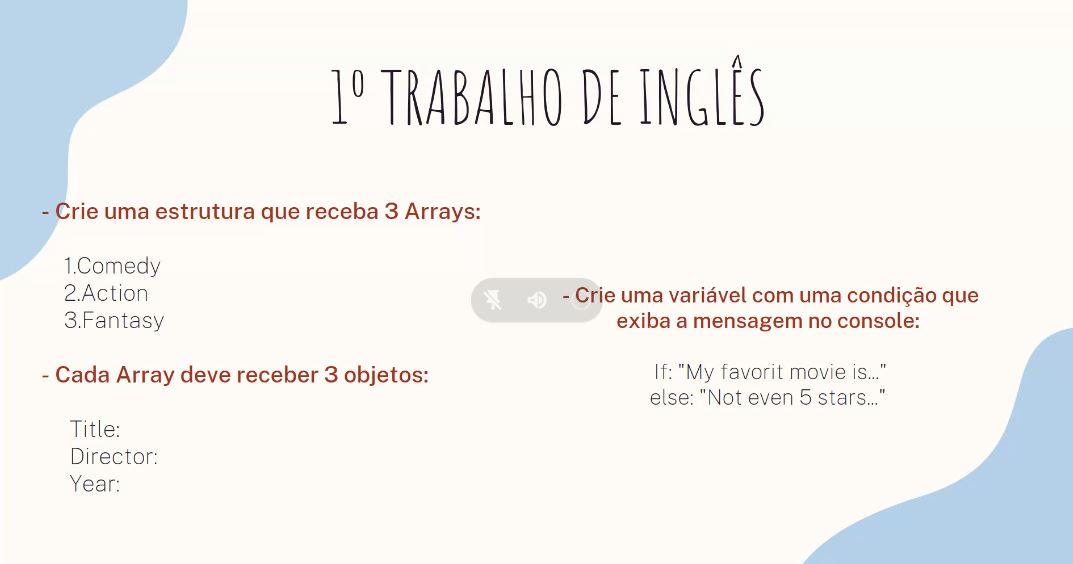 1º TRABALHO DE INGLÊS
- Crie uma estrutura que receba 3 Arrays:
1.Comedy
2.Action
3.Fantasy
- Cada Array deve receber 3 objetos:
Title:
Director:
Year:
- Crie uma variável com uma condição que
exiba a mensagem no console:
If: "My favorit movie is..."
else: "Not even 5 stars..."